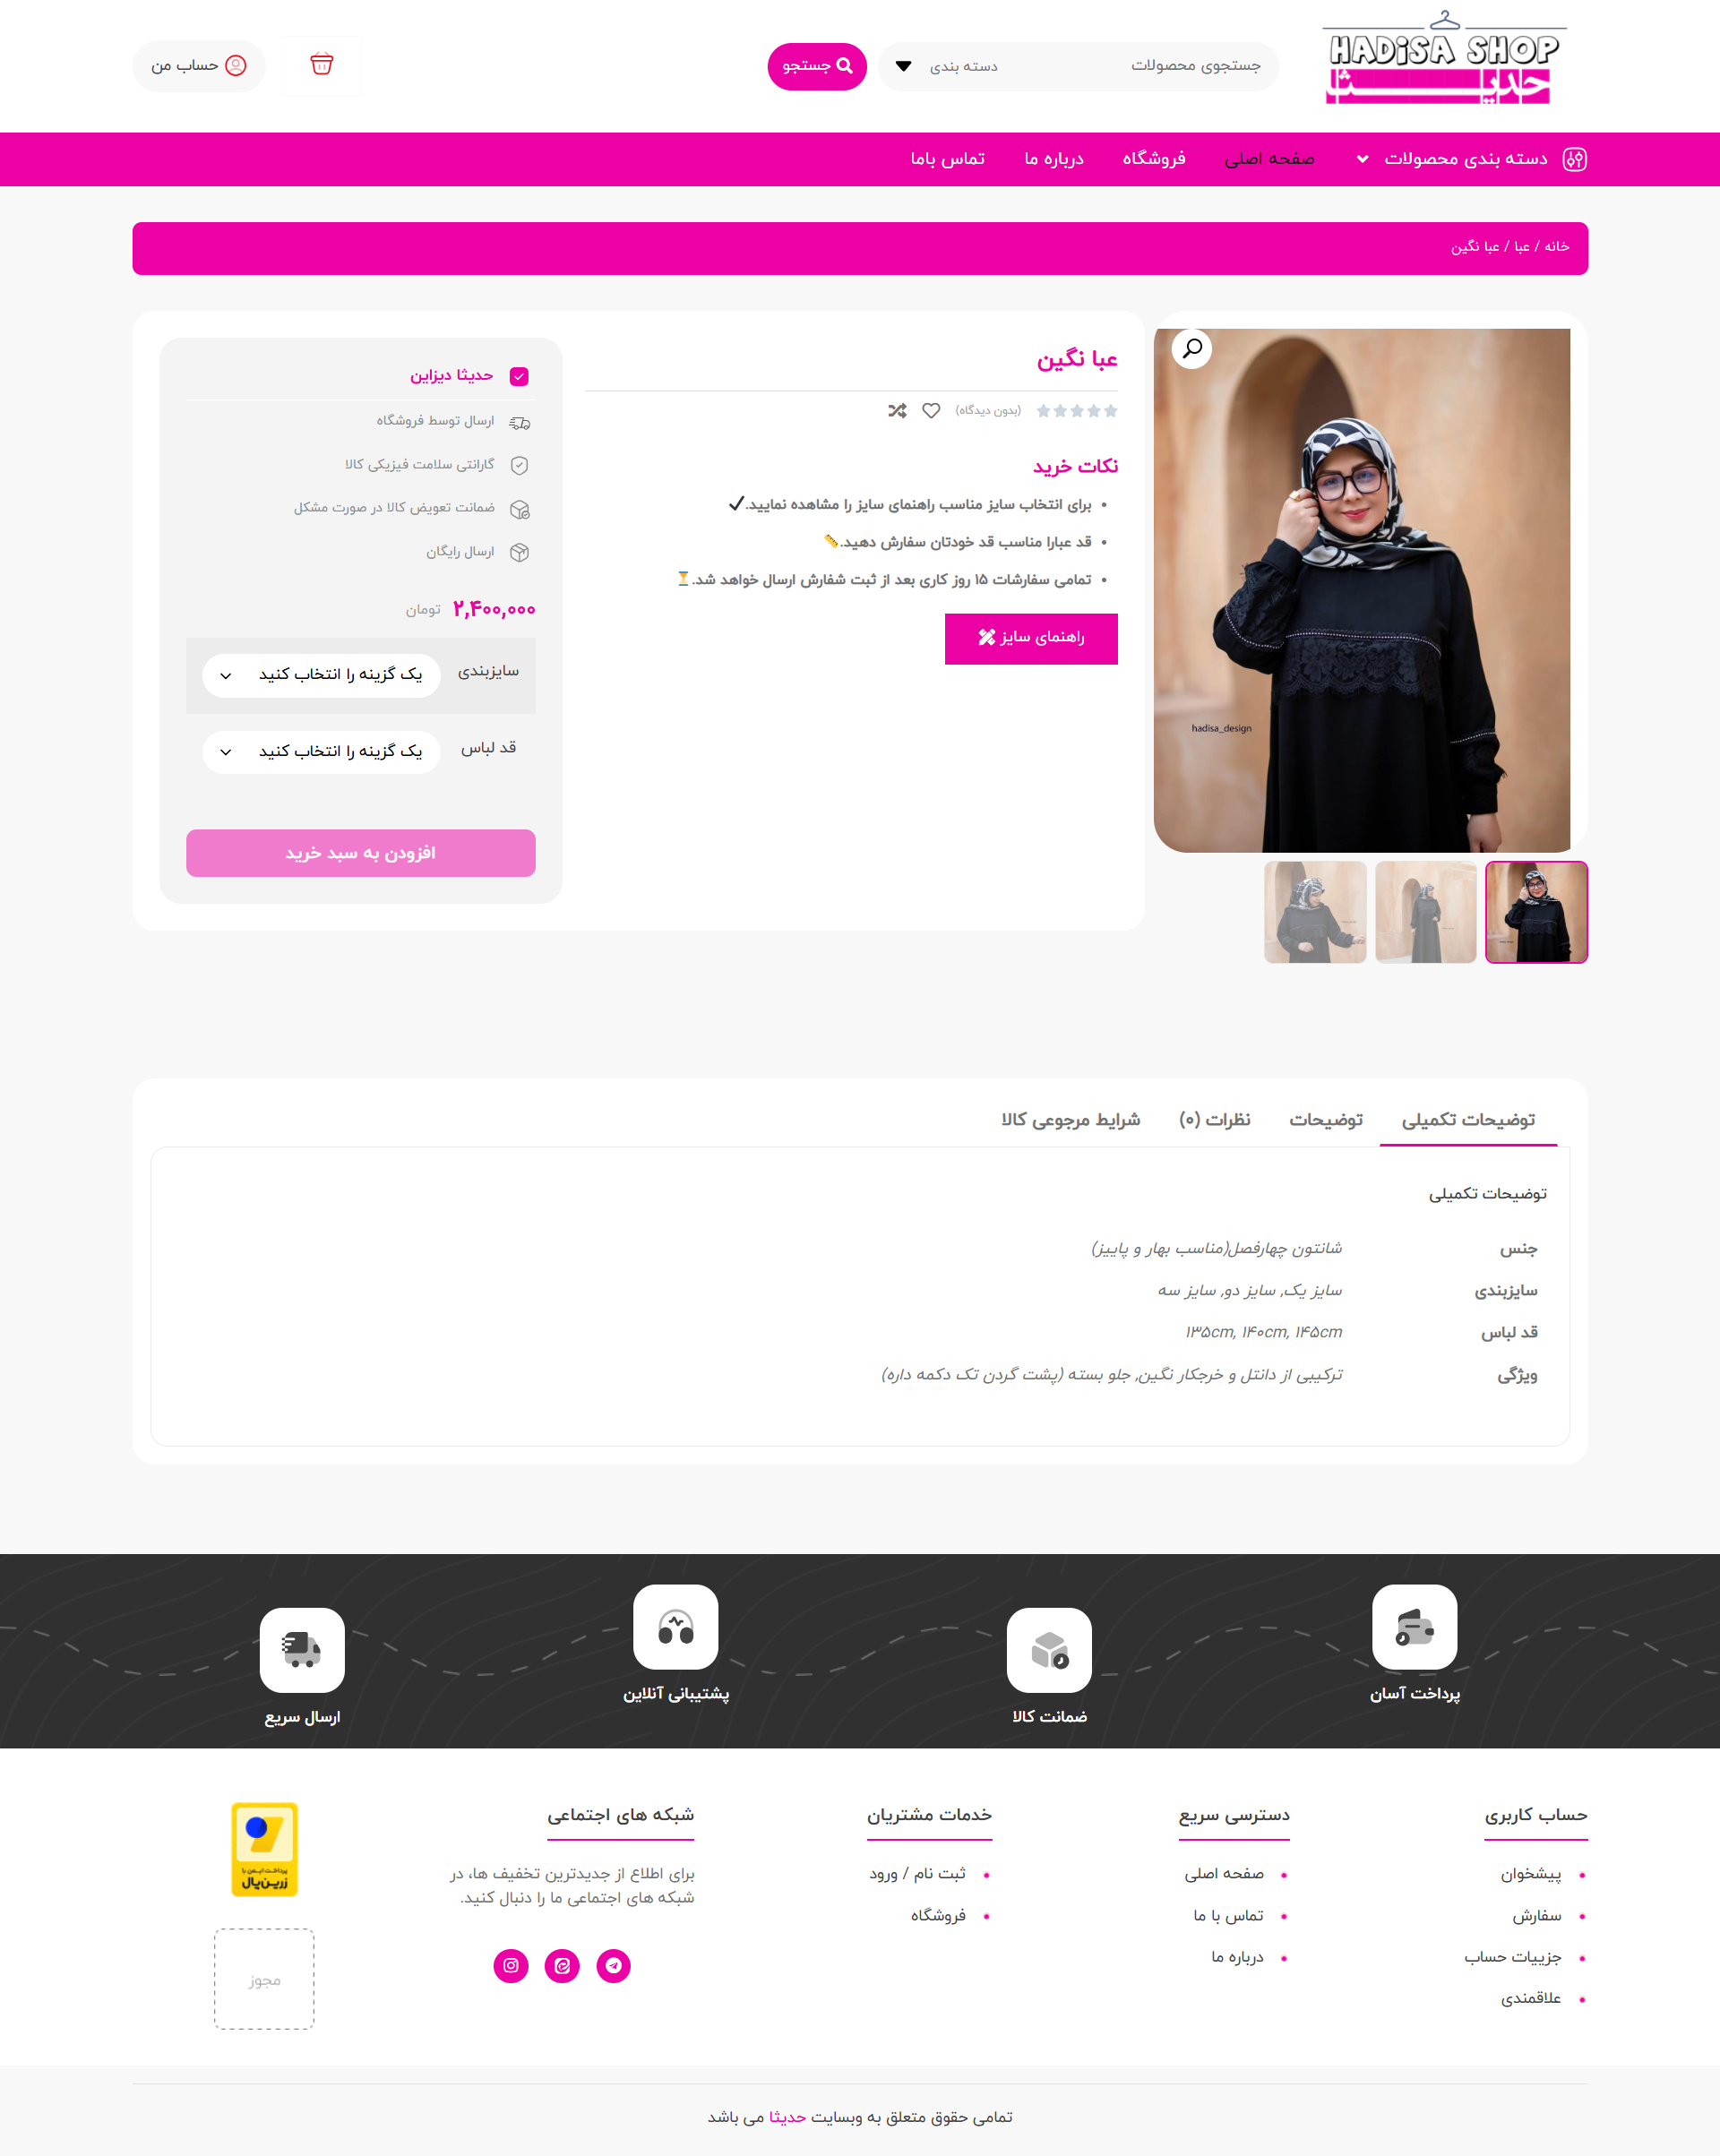 HADISA SHOP
حدیثا
جستجوی محصولات
دسته بندی
جستجو
حساب من
دسته بندی محصولات
صفحه اصلی
فروشگاه
درباره ما
تماس باما
خانه / عبا / عبا نگین
hadisa_design
عبا نگین
(بدون دیدگاه)
نکات خرید
• برای انتخاب سایز مناسب راهنمای سایز را مشاهده نمایید.✔
• قد عبارا مناسب قد خودتان سفارش دهید.📏
• تمامی سفارشات ۱۵ روز کاری بعد از ثبت شفارش ارسال خواهد شد.⏳
راهنمای سایز
حدیثا دیزاین
ارسال توسط فروشگاه
گارانتی سلامت فیزیکی کالا
ضمانت تعویض کالا در صورت مشکل
ارسال رایگان
۲,۴۰۰,۰۰۰ تومان
سایزبندی
یک گزینه را انتخاب کنید
قد لباس
یک گزینه را انتخاب کنید
افزودن به سبد خرید
توضیحات تکمیلی
توضیحات
نظرات (۰)
شرایط مرجوعی کالا
توضیحات تکمیلی
جنس
شانتون چهارفصل(مناسب بهار و پاییز)
سایزبندی
سایز یک, سایز دو, سایز سه
قد لباس
۱۳۵cm, ۱۴۰cm, ۱۴۵cm
ویژگی
ترکیبی از دانتل و خرجکار نگین, جلو بسته (پشت گردن تک دکمه داره)
پرداخت آسان
ضمانت کالا
پشتیبانی آنلاین
ارسال سریع
حساب کاربری
پیشخوان
سفارش
جزییات حساب
علاقمندی
دسترسی سریع
صفحه اصلی
تماس با ما
درباره ما
خدمات مشتریان
ثبت نام / ورود
فروشگاه
شبکه های اجتماعی
برای اطلاع از جدیدترین تخفیف ها، در
شبکه های اجتماعی ما را دنبال کنید.
پرداخت ایمن با
زرین‌پال
مجوز
تمامی حقوق متعلق به وبسایت حدیثا می باشد